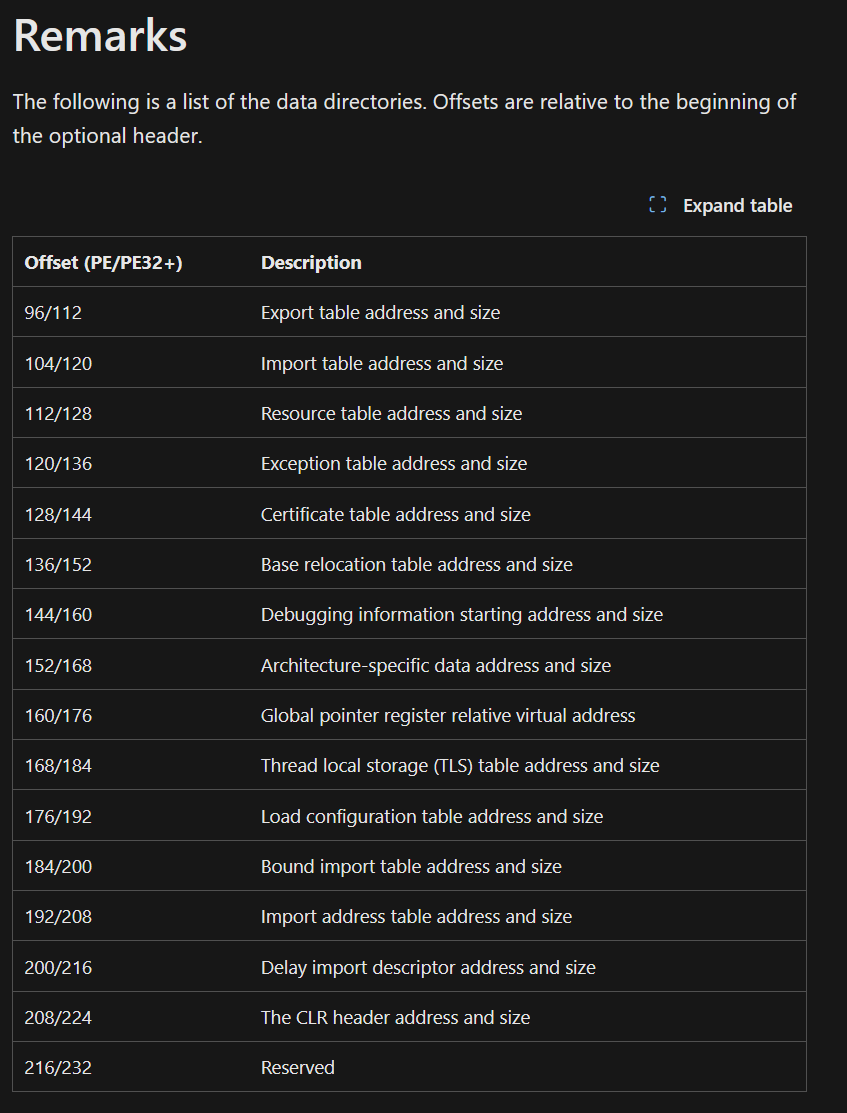 Remarks
The following is a list of the data directories. Offsets are relative to the beginning of
the optional header.
Expand table
Offset (PE/PE32+) Description
96/112 Export table address and size
104/120 Import table address and size
112/128 Resource table address and size
120/136 Exception table address and size
128/144 Certificate table address and size
136/152 Base relocation table address and size
144/160 Debugging information starting address and size
152/168 Architecture-specific data address and size
160/176 Global pointer register relative virtual address
168/184 Thread local storage (TLS) table address and size
176/192 Load configuration table address and size
184/200 Bound import table address and size
192/208 Import address table address and size
200/216 Delay import descriptor address and size
208/224 The CLR header address and size
216/232 Reserved